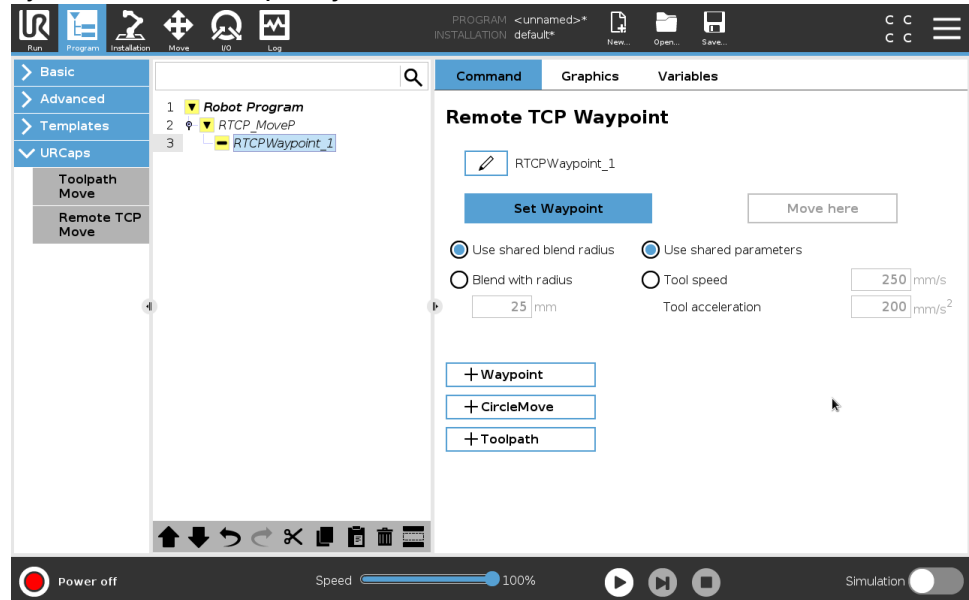 Run
Program
Installation
Move
I/O
Log
PROGRAM <unnamed>*
INSTALLATION default*
New...
Open...
Save...
C C
C C
Basic
Advanced
Templates
URCaps
Toolpath
Move
Remote TCP
Move
1 Robot Program
2 RTCP_MoveP
3 RTCPWaypoint_1
Command
Graphics
Variables
Remote TCP Waypoint
RTCPWaypoint_1
Set Waypoint
Move here
Use shared blend radius
Use shared parameters
Blend with radius
Tool speed
250 mm/s
25 mm
Tool acceleration
200 mm/s²
+Waypoint
+CircleMove
+Toolpath
Power off
Speed
100%
Simulation